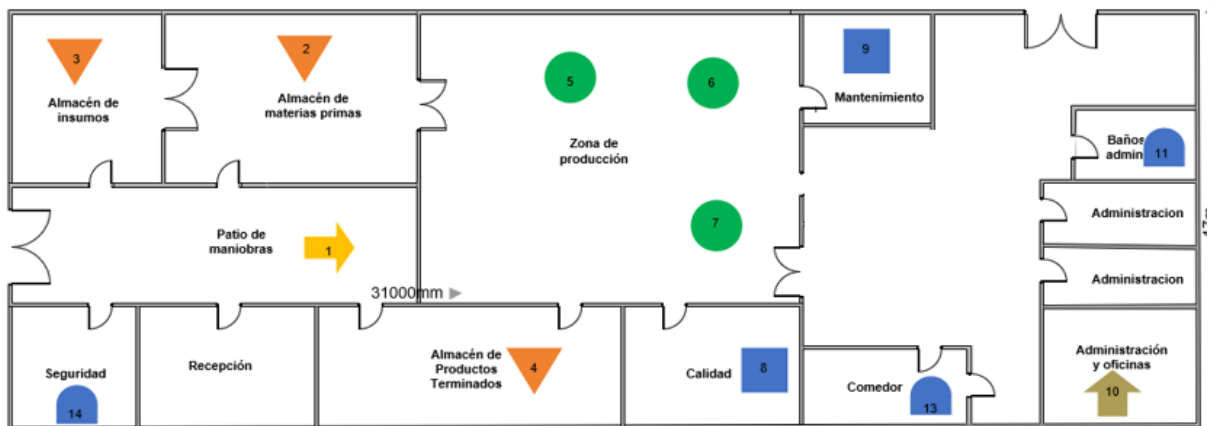 3
Almacén de
insumos
2
Almacén de
materias primas
5
6
Zona de
producción
7
9
Mantenimiento
Baños
admini
11
Administracion
Administracion
Patio de
maniobras
1
31000mm
Seguridad
14
Recepción
Almacén de
Productos
Terminados
4
Calidad
8
Comedor
13
Administración
y oficinas
10